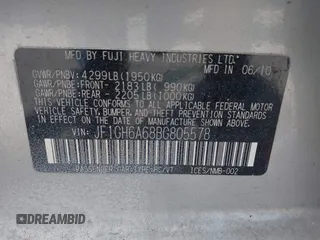 MFD. BY FUJI HEAVY INDUSTRIES LTD.
GVWR/PNBV: 4299LB (1950KG) MFD IN 06/10
GAWR/PNBE:FRONT- 2183LB( 990KG)
GAWR/PNBE:REAR - 2205LB(1000KG)
THIS VEHICLE CONFORMS TO ALL APPLICABLE
FEDERAL MOTOR VEHICLE SAFETY, BUMPER,
AND THEFT PREVENTION STANDARDS IN EFFECT
ON THE DATE OF MANUFACTURE SHOWN ABOVE.
VEHICLE SAFETY
JF1GH6A68BG805578
ICES/NMB-002